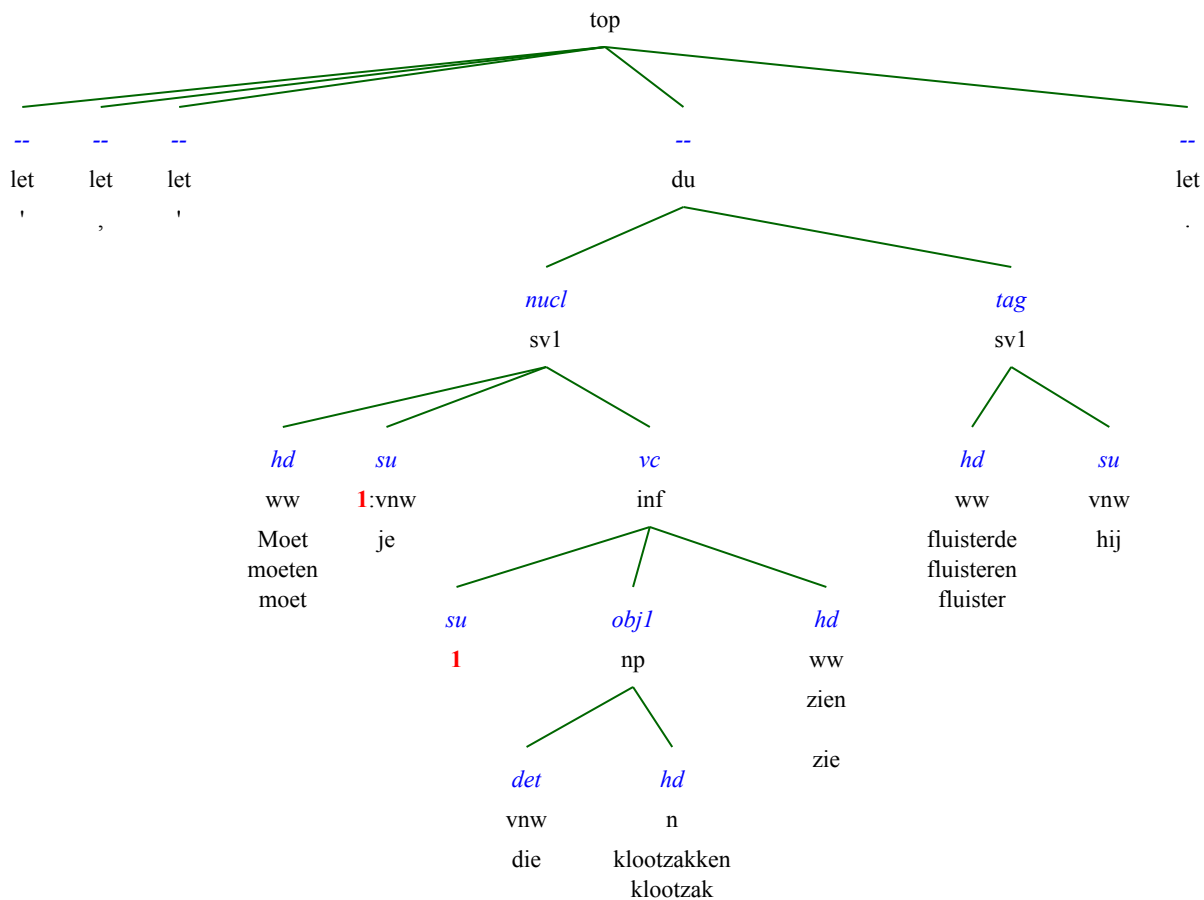 top
-- -- -- -- --
let let let du let
' , ' .
nucl tag
sv1 sv1
hd su vc hd su
ww 1:vnw inf ww vnw
Moet je fluisterde hij
moeten fluisteren
moet fluister
su obj1 hd
1 np ww
zien
zie
det hd
vnw n
die klootzakken
klootzak